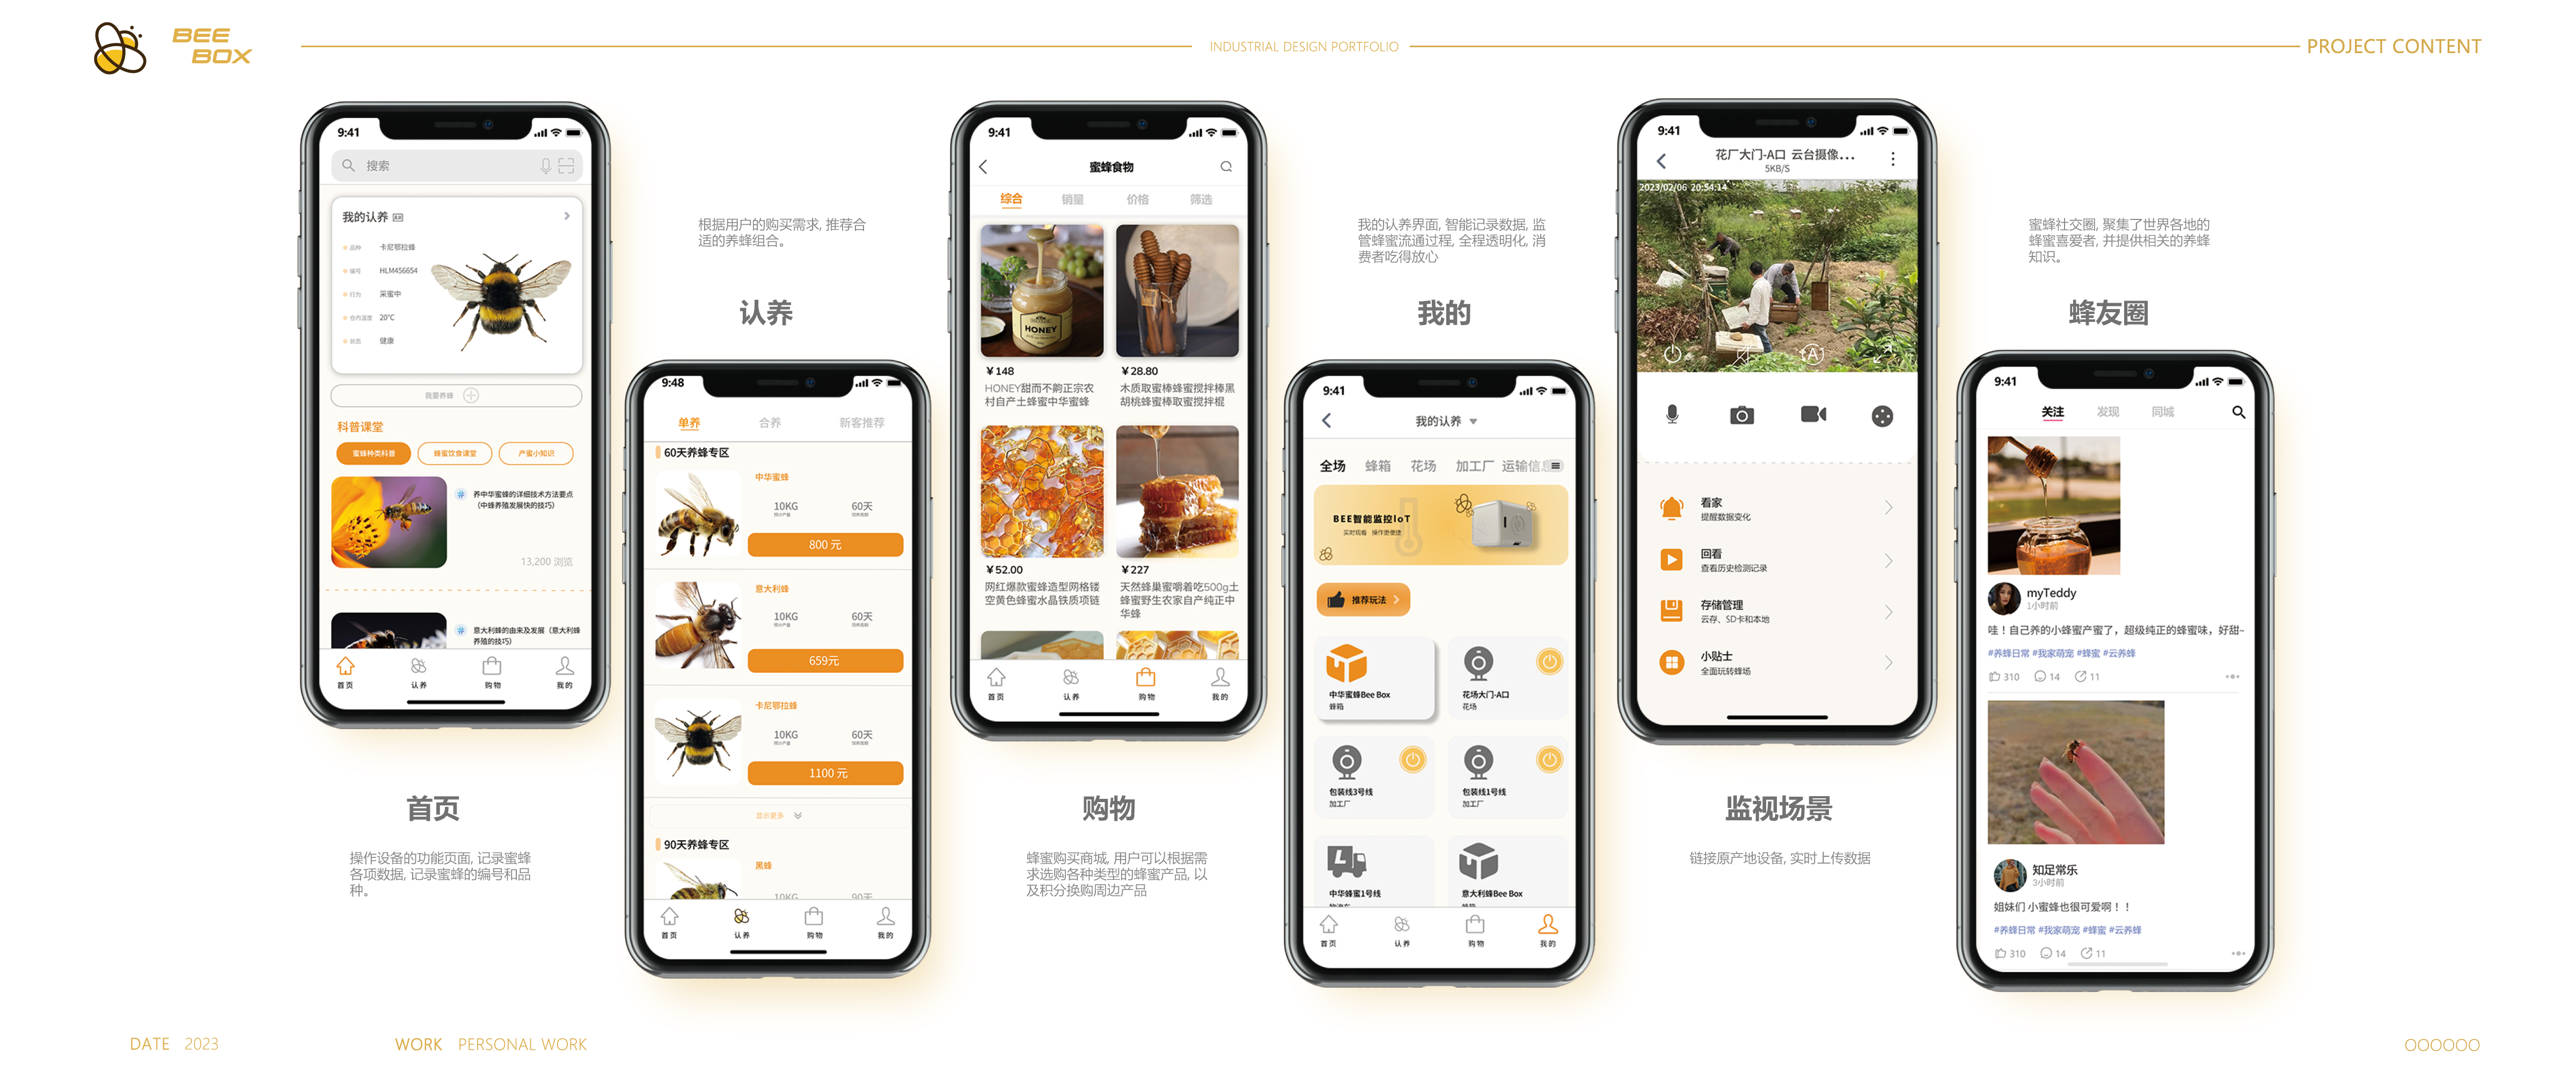 BEE
BOX
INDUSTRIAL DESIGN PORTFOLIO
PROJECT CONTENT
9:41
搜索
我的认养
品种 卡尼鄂拉蜂
编号 HLM456654
行为 采蜜中
仓内温度 20°C
状态 健康
我要养蜂
科普课堂
蜜蜂种类科普 蜂蜜饮食课堂 产蜜小知识
# 养中华蜜蜂的详细技术方法要点
(中蜂养殖发展快的技巧)
13,200 浏览
# 意大利蜂的由来及发展（意大利蜂
养殖的技巧)
首页 认养 购物 我的
首页
操作设备的功能页面, 记录蜜蜂
各项数据, 记录蜜蜂的编号和品
种。
根据用户的购买需求, 推荐合
适的养蜂组合。
认养
9:48
单养 合养 新客推荐
60天养蜂专区
中华蜜蜂
10KG 60天
800 元
意大利蜂
10KG 60天
659元
卡尼鄂拉蜂
10KG 60天
1100 元
显示更多
90天养蜂专区
黑蜂
10KG 90天
首页 认养 购物 我的
9:41
蜜蜂食物
综合 销量 价格 筛选
HONEY
￥148
HONEY甜而不齁正宗农
村自产土蜂蜜中华蜜蜂
￥28.80
木质取蜜棒蜂蜜搅拌棒黑
胡桃蜂蜜棒取蜜搅拌棍
￥52.00
网红爆款蜜蜂造型网格镂
空黄色蜂蜜水晶铁质项链
￥227
天然蜂巢蜜嚼着吃500g土
蜂蜜野生农家自产纯正中
华蜂
首页 认养 购物 我的
购物
蜂蜜购买商城, 用户可以根据需
求选购各种类型的蜂蜜产品, 以
及积分换购周边产品
我的认养界面, 智能记录数据, 监
管蜂蜜流通过程, 全程透明化, 消
费者吃得放心
我的
9:41
我的认养
全场 蜂箱 花场 加工厂 运输信息
BEE智能监控IoT
实时观看 操作更便捷
推荐玩法
中华蜜蜂Bee Box
蜂箱
花场大门-A口
花场
包装线3号线
加工厂
包装线1号线
加工厂
中华蜂蜜1号线
物流车
意大利蜂Bee Box
蜂箱
首页 认养 购物 我的
9:41
花厂大门-A口 云台摄像...
5KB/S
2023/02/06 20:54:14
看家
提醒数据变化
回看
查看历史检测记录
存储管理
云存、SD卡和本地
小贴士
全面玩转蜂场
监视场景
链接原产地设备, 实时上传数据
蜜蜂社交圈, 聚集了世界各地的
蜂蜜喜爱者, 并提供相关的养蜂
知识。
蜂友圈
9:41
关注 发现 同城
myTeddy
1小时前
哇！自己养的小蜂蜜产蜜了，超级纯正的蜂蜜味，好甜~
#养蜂日常 #我家萌宠 #蜂蜜 #云养蜂
310 14 11
知足常乐
3小时前
姐妹们 小蜜蜂也很可爱啊！！
#养蜂日常 #我家萌宠 #蜂蜜 #云养蜂
310 14 11
DATE 2023
WORK PERSONAL WORK
OOOOOO